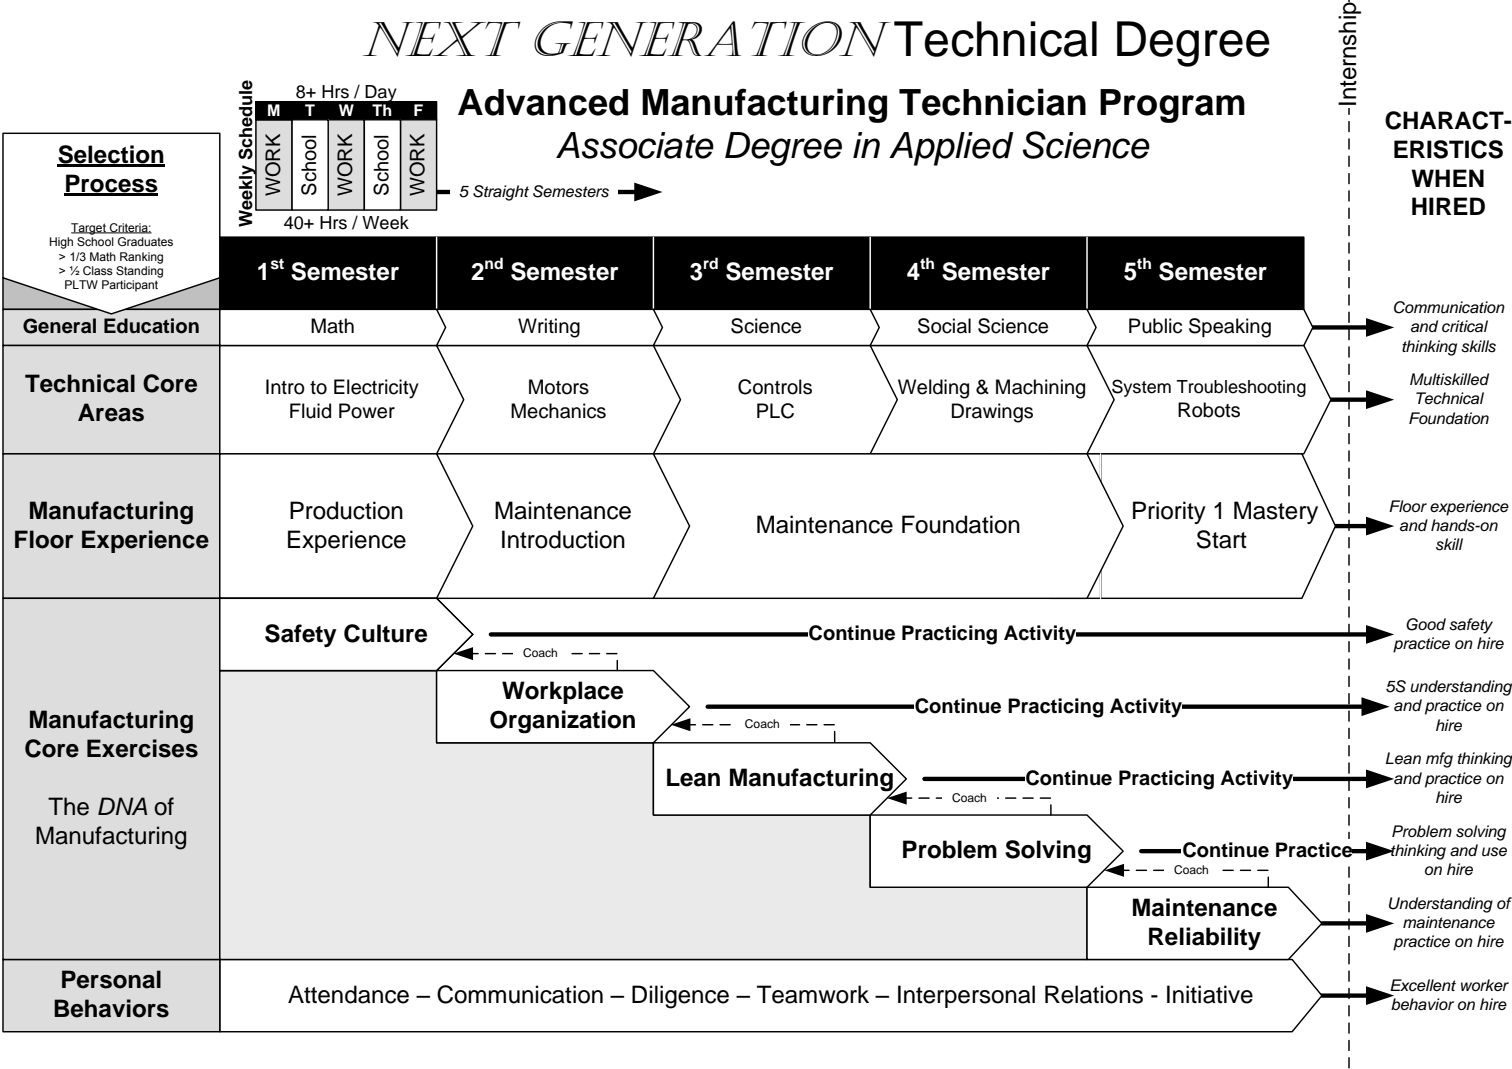 NEXT GENERATION Technical Degree
Internship
Advanced Manufacturing Technician Program
Associate Degree in Applied Science
Weekly Schedule
8+ Hrs / Day
M T W Th F
WORK School WORK School WORK
40+ Hrs / Week
5 Straight Semesters
CHARACT-
ERISTICS
WHEN
HIRED
Selection
Process
Target Criteria:
High School Graduates
> 1/3 Math Ranking
> ½ Class Standing
PLTW Participant
1st Semester
2nd Semester
3rd Semester
4th Semester
5th Semester
General Education
Math
Writing
Science
Social Science
Public Speaking
Communication
and critical
thinking skills
Technical Core
Areas
Intro to Electricity
Fluid Power
Motors
Mechanics
Controls
PLC
Welding & Machining
Drawings
System Troubleshooting
Robots
Multiskilled
Technical
Foundation
Manufacturing
Floor Experience
Production
Experience
Maintenance
Introduction
Maintenance Foundation
Priority 1 Mastery
Start
Floor experience
and hands-on
skill
Manufacturing
Core Exercises
The DNA of
Manufacturing
Safety Culture
Continue Practicing Activity
Good safety
practice on hire
Coach
Workplace
Organization
Continue Practicing Activity
5S understanding
and practice on
hire
Coach
Lean Manufacturing
Continue Practicing Activity
Lean mfg thinking
and practice on
hire
Coach
Problem Solving
Continue Practice
Problem solving
thinking and use
on hire
Coach
Maintenance
Reliability
Understanding of
maintenance
practice on hire
Personal
Behaviors
Attendance – Communication – Diligence – Teamwork – Interpersonal Relations - Initiative
Excellent worker
behavior on hire